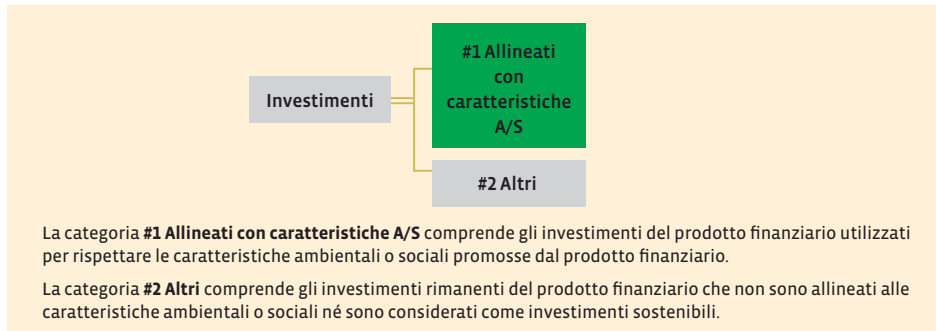 #1 Allineati
con
caratteristiche
A/S
Investimenti
#2 Altri
La categoria #1 Allineati con caratteristiche A/S comprende gli investimenti del prodotto finanziario utilizzati
per rispettare le caratteristiche ambientali o sociali promosse dal prodotto finanziario.
La categoria #2 Altri comprende gli investimenti rimanenti del prodotto finanziario che non sono allineati alle
caratteristiche ambientali o sociali né sono considerati come investimenti sostenibili.